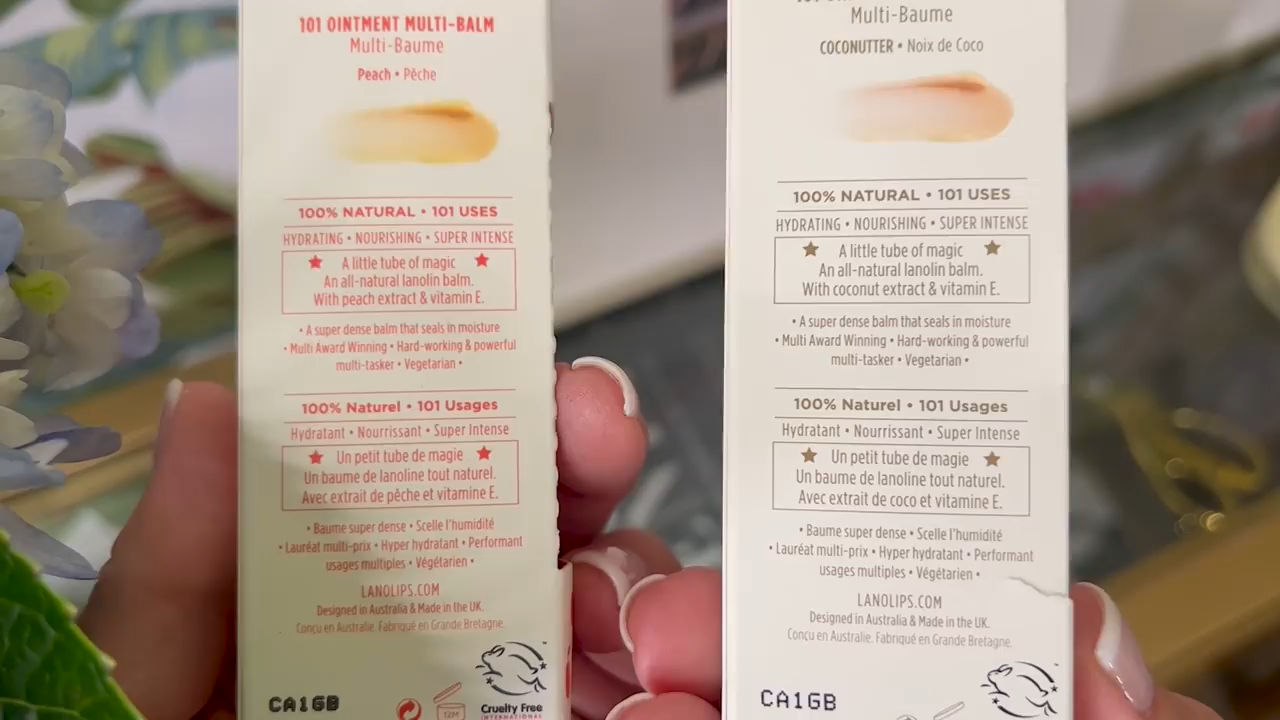 101 OINTMENT MULTI-BALM
Multi-Baume
Peach • Pêche
100% NATURAL • 101 USES
HYDRATING • NOURISHING • SUPER INTENSE
A little tube of magic
An all-natural lanolin balm.
With peach extract & vitamin E.
• A super dense balm that seals in moisture
• Multi Award Winning • Hard-working & powerful
multi-tasker • Vegetarian •
100% Naturel • 101 Usages
Hydratant • Nourrissant • Super Intense
Un petit tube de magie
Un baume de lanoline tout naturel.
Avec extrait de pêche et vitamine E.
• Baume super dense • Scelle l'humidité
• Lauréat multi-prix • Hyper hydratant • Performant
usages multiples • Végétarien •
LANOLIPS.COM
Designed in Australia & Made in the UK.
Conçu en Australie. Fabriqué en Grande Bretagne.
CA1GB
12M
Cruelty Free
INTERNATIONAL
Multi-Baume
COCONUTTER • Noix de Coco
100% NATURAL • 101 USES
HYDRATING • NOURISHING • SUPER INTENSE
A little tube of magic
An all-natural lanolin balm.
With coconut extract & vitamin E.
• A super dense balm that seals in moisture
• Multi Award Winning • Hard-working & powerful
multi-tasker • Vegetarian •
100% Naturel • 101 Usages
Hydratant • Nourrissant • Super Intense
Un petit tube de magie
Un baume de lanoline tout naturel.
Avec extrait de coco et vitamine E.
• Baume super dense • Scelle l'humidité
• Lauréat multi-prix • Hyper hydratant • Performant
usages multiples • Végétarien •
LANOLIPS.COM
Designed in Australia & Made in the UK.
Conçu en Australie. Fabriqué en Grande Bretagne.
CA1GB